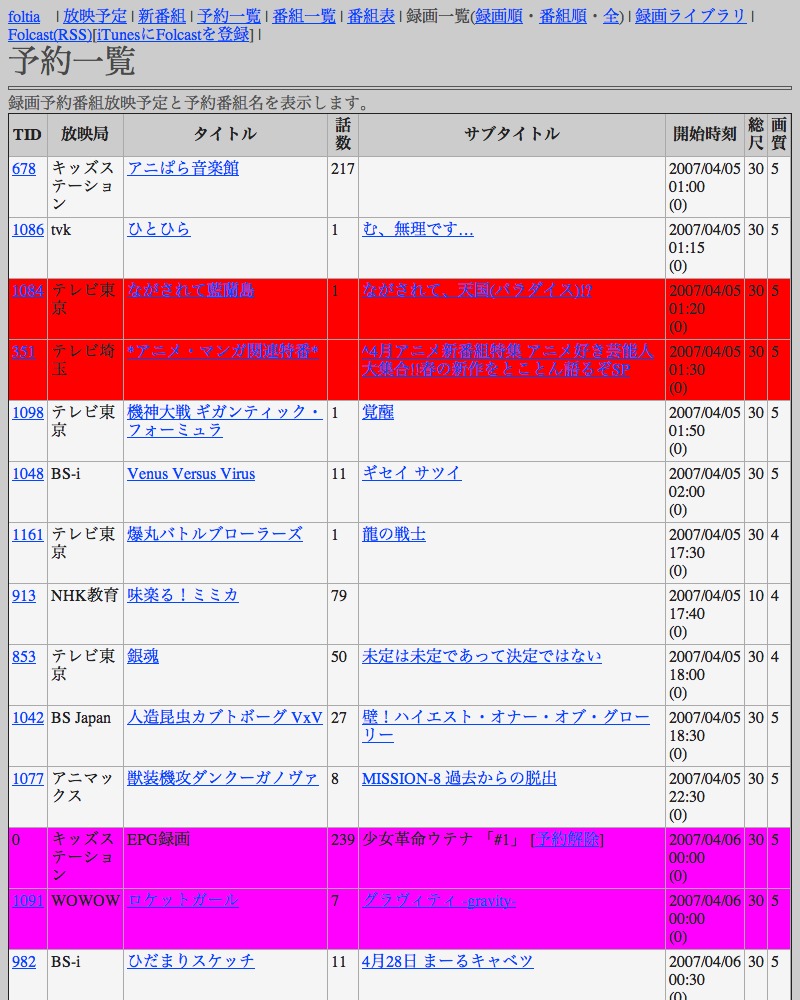 foltia | 放映予定 | 新番組 | 予約一覧 | 番組一覧 | 番組表 | 録画一覧(録画順・番組順・全) | 録画ライブラリ |
Folcast(RSS)[iTunesにFolcastを登録] |
予約一覧
録画予約番組放映予定と予約番組名を表示します。
TID 放映局 タイトル 話数 サブタイトル 開始時刻 総尺 画質
678 キッズステーション アニぱら音楽館 217 2007/04/05 01:00 (0) 30 5
1086 tvk ひとひら 1 む、無理です… 2007/04/05 01:15 (0) 30 5
1084 テレビ東京 ながされて藍蘭島 1 ながされて、天国(パラダイス)!? 2007/04/05 01:20 (0) 30 5
351 テレビ埼玉 *アニメ・マンガ関連特番* ^4月アニメ新番組特集 アニメ好き芸能人大集合!!春の新作をとことん語るぞSP 2007/04/05 01:30 (0) 30 5
1098 テレビ東京 機神大戦 ギガンティック・フォーミュラ 1 覚醒 2007/04/05 01:50 (0) 30 5
1048 BS-i Venus Versus Virus 11 ギセイ サツイ 2007/04/05 02:00 (0) 30 5
1161 テレビ東京 爆丸バトルブローラーズ 1 龍の戦士 2007/04/05 17:30 (0) 30 4
913 NHK教育 味楽る！ミミカ 79 2007/04/05 17:40 (0) 10 4
853 テレビ東京 銀魂 50 未定は未定であって決定ではない 2007/04/05 18:00 (0) 30 4
1042 BS Japan 人造昆虫カブトボーグ VxV 27 壁！ハイエスト・オナー・オブ・グローリー 2007/04/05 18:30 (0) 30 5
1077 アニマックス 獣装機攻ダンクーガノヴァ 8 MISSION-8 過去からの脱出 2007/04/05 22:30 (0) 30 5
0 キッズステーション EPG録画 239 少女革命ウテナ 「#1」 [予約解除] 2007/04/06 00:00 (0) 30 5
1091 WOWOW ロケットガール 7 グラヴィティ -gravity- 2007/04/06 00:00 (0) 30 5
982 BS-i ひだまりスケッチ 11 4月28日 まーるキャベツ 2007/04/06 00:30 (0) 30 5